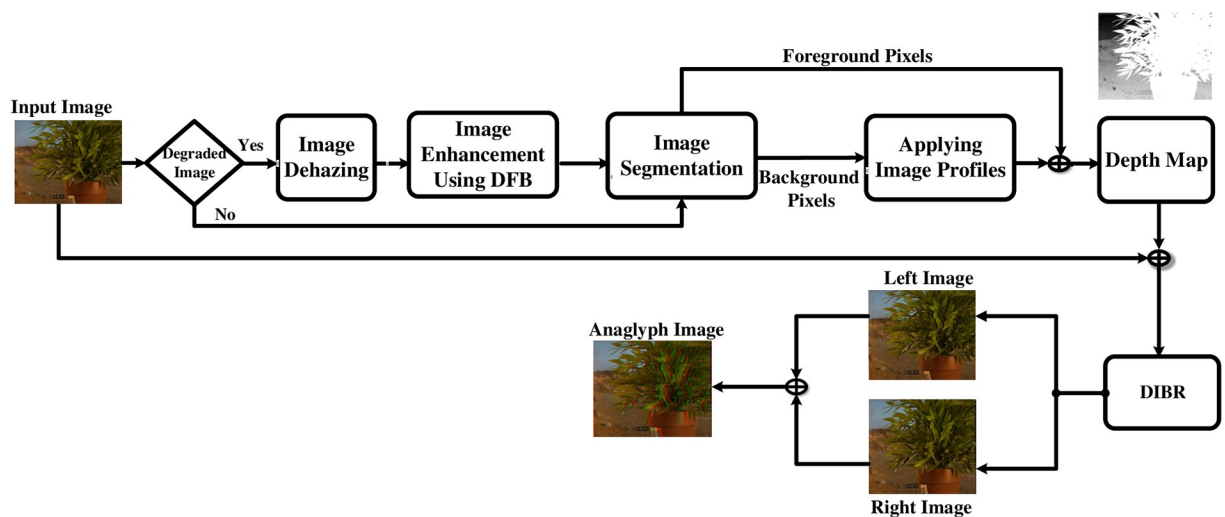 Input Image
Degraded
Image
Yes
No
Image
Dehazing
Image
Enhancement
Using DFB
Image
Segmentation
Foreground Pixels
Background
Pixels
Applying
Image Profiles
Depth Map
Left Image
Anaglyph Image
DIBR
Right Image